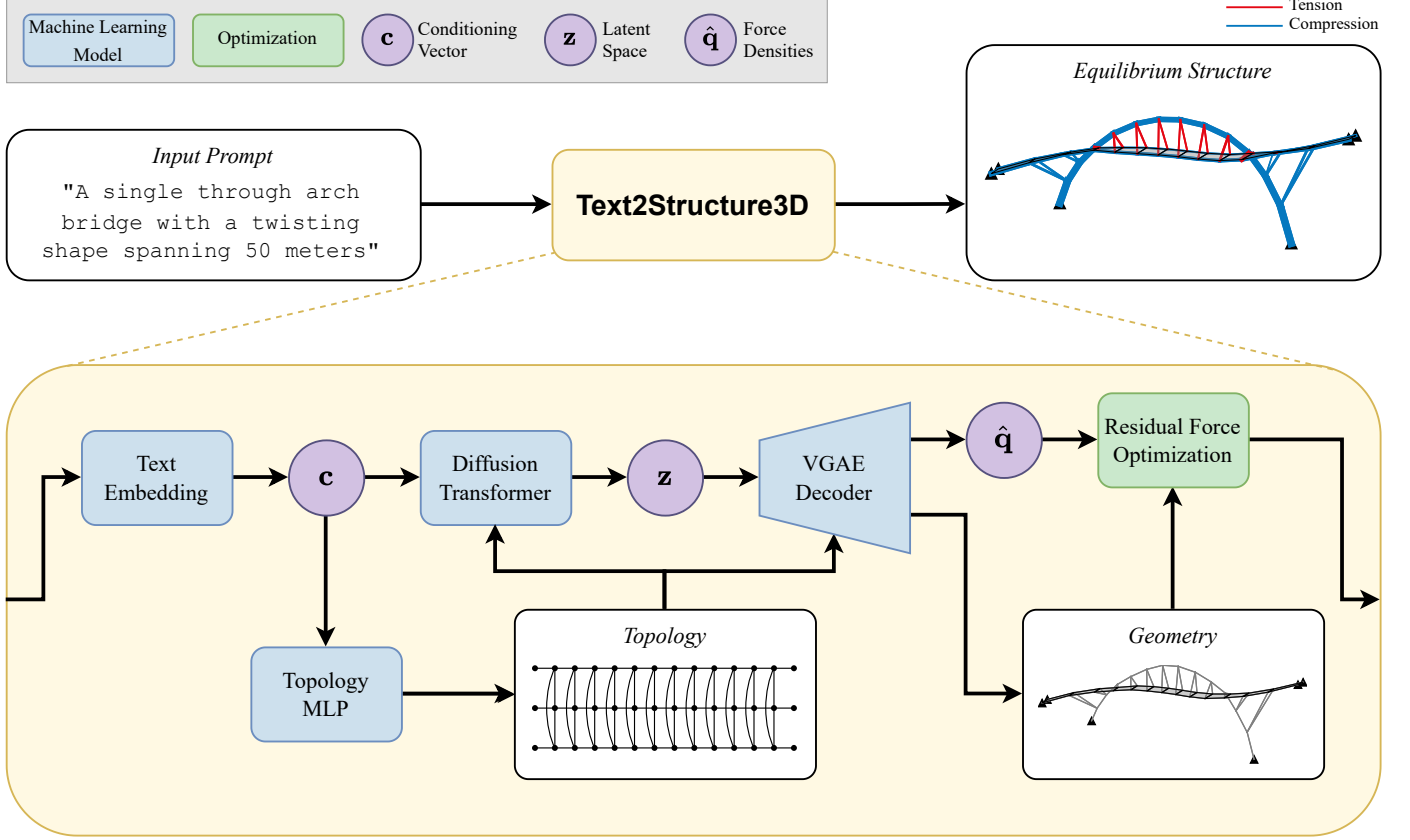 Machine Learning
Model
Optimization
c
Conditioning
Vector
z
Latent
Space
q̂
Force
Densities
Tension
Compression
Input Prompt
"A single through arch
bridge with a twisting
shape spanning 50 meters"
Text2Structure3D
Equilibrium Structure
Text
Embedding
c
Diffusion
Transformer
z
VGAE
Decoder
q̂
Residual Force
Optimization
Topology
MLP
Topology
Geometry